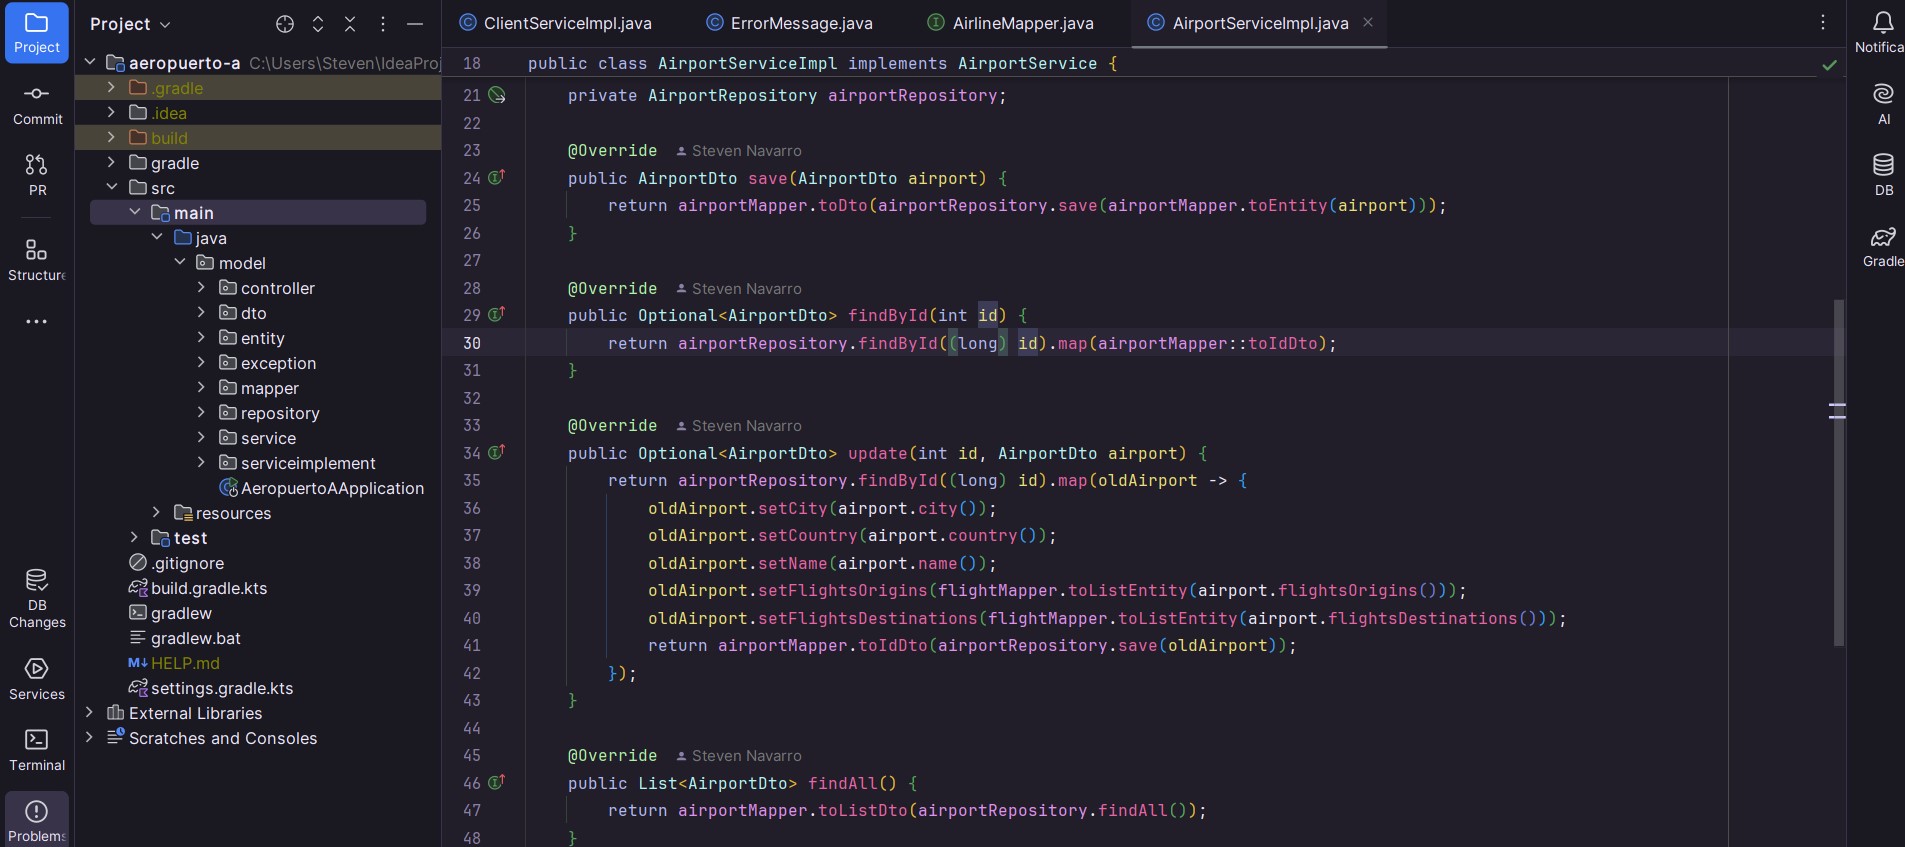 Project
ClientServiceImpl.java
ErrorMessage.java
AirlineMapper.java
AirportServiceImpl.java
Project
Commit
PR
Structure
DB
Changes
Services
Terminal
Problems
aeropuerto-a C:\Users\Steven\IdeaProj
.gradle
.idea
build
gradle
src
main
java
model
controller
dto
entity
exception
mapper
repository
service
serviceimplement
AeropuertoAApplication
resources
test
.gitignore
build.gradle.kts
gradlew
gradlew.bat
HELP.md
settings.gradle.kts
External Libraries
Scratches and Consoles
18 public class AirportServiceImpl implements AirportService {
21 private AirportRepository airportRepository;
22
23 @Override Steven Navarro
24 public AirportDto save(AirportDto airport) {
25 return airportMapper.toDto(airportRepository.save(airportMapper.toEntity(airport)));
26 }
27
28 @Override Steven Navarro
29 public Optional<AirportDto> findById(int id) {
30 return airportRepository.findById((long) id).map(airportMapper::toIdDto);
31 }
32
33 @Override Steven Navarro
34 public Optional<AirportDto> update(int id, AirportDto airport) {
35 return airportRepository.findById((long) id).map(oldAirport -> {
36 oldAirport.setCity(airport.city());
37 oldAirport.setCountry(airport.country());
38 oldAirport.setName(airport.name());
39 oldAirport.setFlightsOrigins(flightMapper.toListEntity(airport.flightsOrigins()));
40 oldAirport.setFlightsDestinations(flightMapper.toListEntity(airport.flightsDestinations()));
41 return airportMapper.toIdDto(airportRepository.save(oldAirport));
42 });
43 }
44
45 @Override Steven Navarro
46 public List<AirportDto> findAll() {
47 return airportMapper.toListDto(airportRepository.findAll());
48 }
Notifica
AI
DB
Gradle